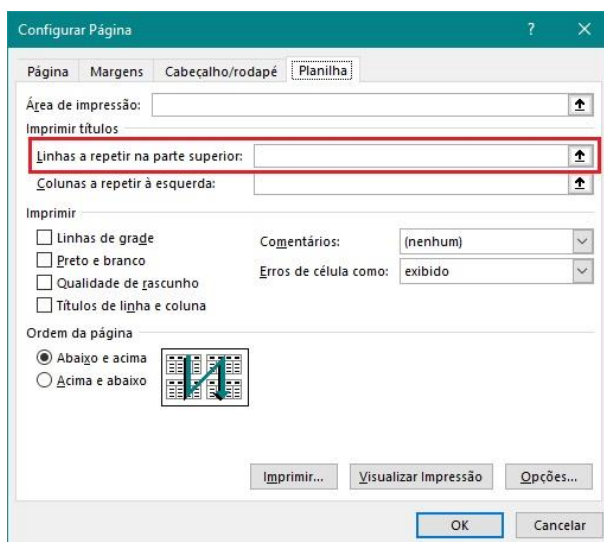 Configurar Página
Página Margens Cabeçalho/rodapé Planilha
Área de impressão:
Imprimir títulos
Linhas a repetir na parte superior:
Colunas a repetir à esquerda:
Imprimir
Linhas de grade
Preto e branco
Qualidade de rascunho
Títulos de linha e coluna
Comentários: (nenhum)
Erros de célula como: exibido
Ordem da página
Abaixo e acima
Acima e abaixo
Imprimir... Visualizar Impressão Opções...
OK Cancelar